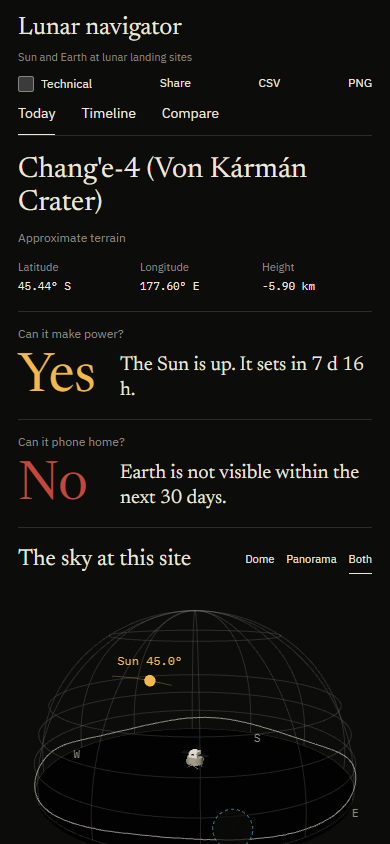 Lunar navigator
Sun and Earth at lunar landing sites
Technical Share CSV PNG
Today Timeline Compare
Chang'e-4 (Von Kármán
Crater)
Approximate terrain
Latitude Longitude Height
45.44° S 177.60° E -5.90 km
Can it make power?
Yes
The Sun is up. It sets in 7 d 16
h.
Can it phone home?
No
Earth is not visible within the
next 30 days.
The sky at this site Dome Panorama Both
Sun 45.0°
S
W
E